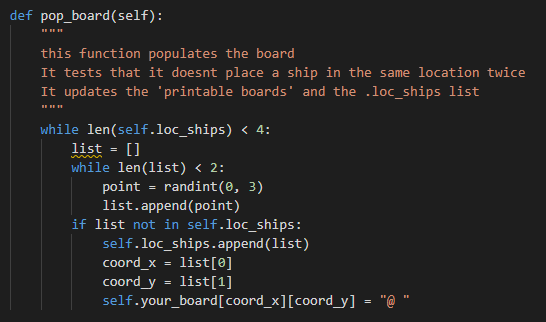 def pop_board(self):
    """
    this function populates the board
    It tests that it doesnt place a ship in the same location twice
    It updates the 'printable boards' and the .loc_ships list
    """
    while len(self.loc_ships) < 4:
        list = []
        while len(list) < 2:
            point = randint(0, 3)
            list.append(point)
        if list not in self.loc_ships:
            self.loc_ships.append(list)
            coord_x = list[0]
            coord_y = list[1]
            self.your_board[coord_x][coord_y] = "@ "